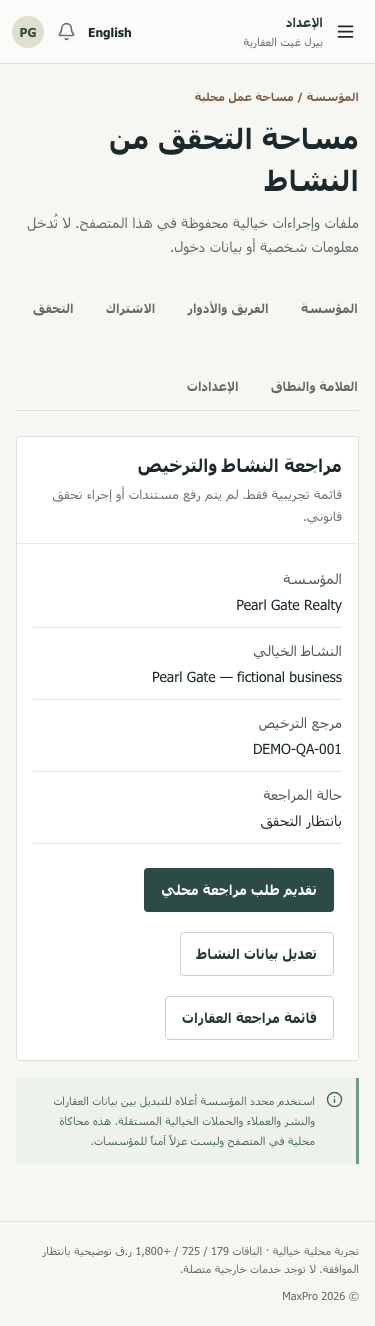 الإعداد
بيرل غيت العقارية
English
PG
المؤسسة / مساحة عمل محلية
مساحة التحقق من
النشاط
ملفات وإجراءات خيالية محفوظة في هذا المتصفح. لا تُدخل
معلومات شخصية أو بيانات دخول.
المؤسسة الفريق والأدوار الاشتراك التحقق
العلامة والنطاق الإعدادات
مراجعة النشاط والترخيص
قائمة تجريبية فقط. لم يتم رفع مستندات أو إجراء تحقق
قانوني.
المؤسسة
Pearl Gate Realty
النشاط الخيالي
Pearl Gate — fictional business
مرجع الترخيص
DEMO-QA-001
حالة المراجعة
بانتظار التحقق
تقديم طلب مراجعة محلي
تعديل بيانات النشاط
قائمة مراجعة العقارات
استخدم محدد المؤسسة أعلاه للتبديل بين بيانات العقارات
والنشر والعملاء والحملات الخيالية المستقلة. هذه محاكاة
محلية في المتصفح وليست عزلاً آمناً للمؤسسات.
تجربة محلية خيالية · الباقات 179 / 725 / +1,800 ر.ق توضيحية بانتظار
الموافقة. لا توجد خدمات خارجية متصلة.
© 2026 MaxPro